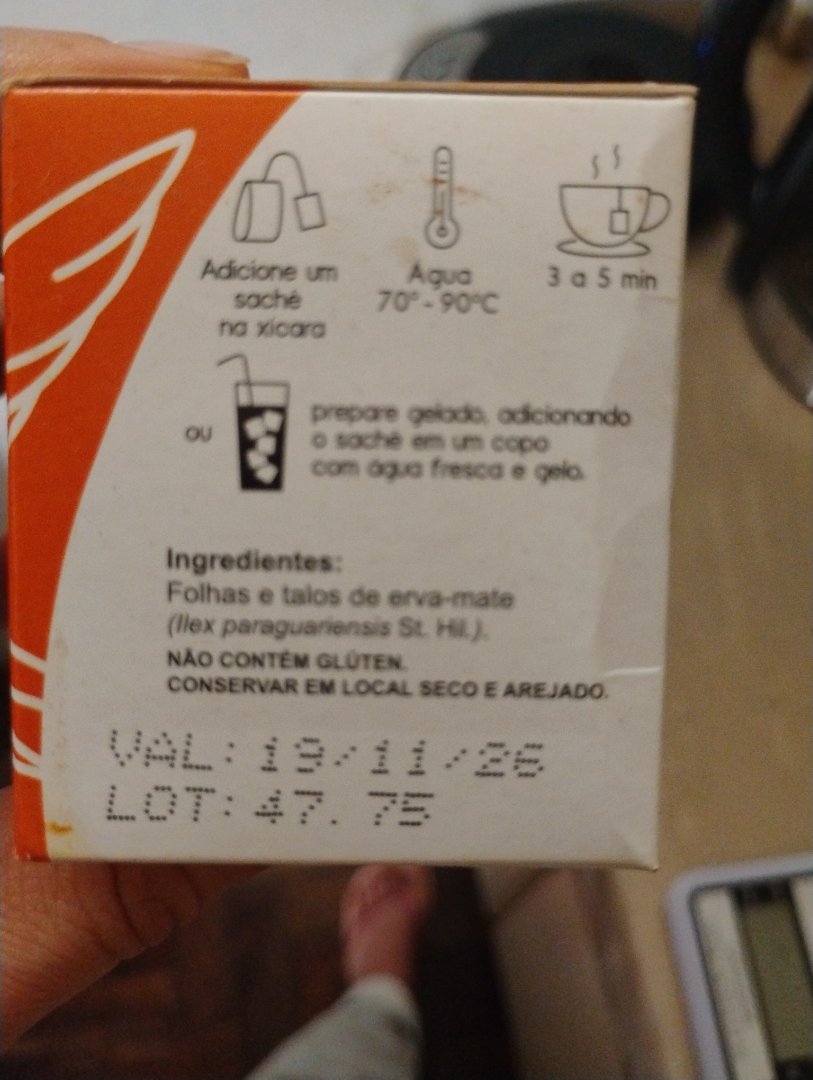 Adicione um
sachê
na xícara
Água
70º - 90ºC
3 a 5 min
ou
prepare gelado, adicionando
o sachê em um copo
com água fresca e gelo.
Ingredientes:
Folhas e talos de erva-mate
(Ilex paraguariensis St. Hil.).
NÃO CONTÉM GLÚTEN.
CONSERVAR EM LOCAL SECO E AREJADO.
VAL: 19/11/26
LOT: 47. 75